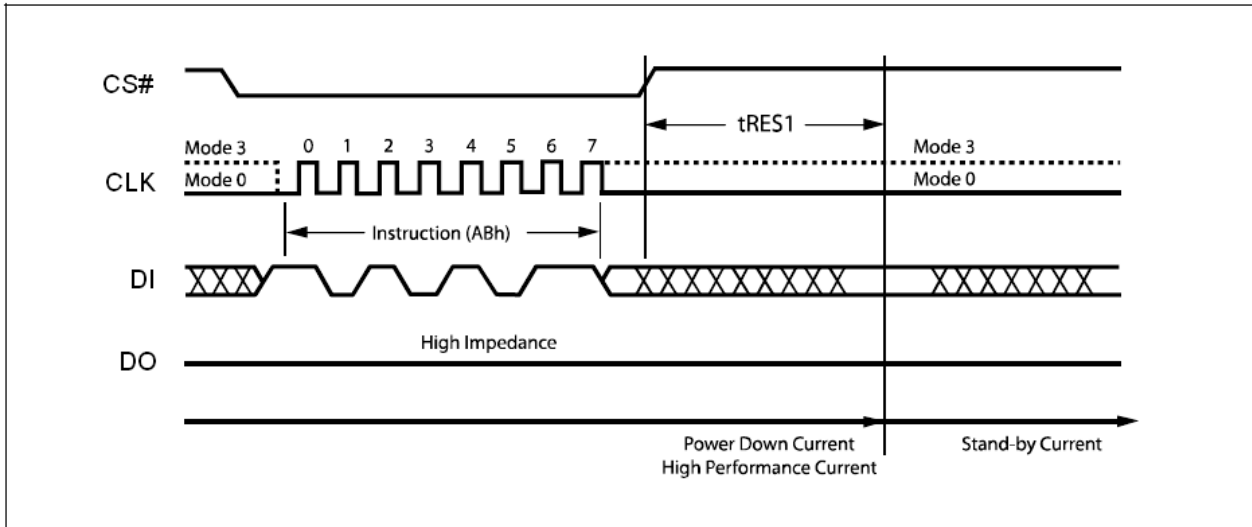 CS#
tRES1
Mode 3 0 1 2 3 4 5 6 7 Mode 3
CLK Mode 0 Mode 0
Instruction (ABh)
DI
High Impedance
DO
Power Down Current Stand-by Current
High Performance Current